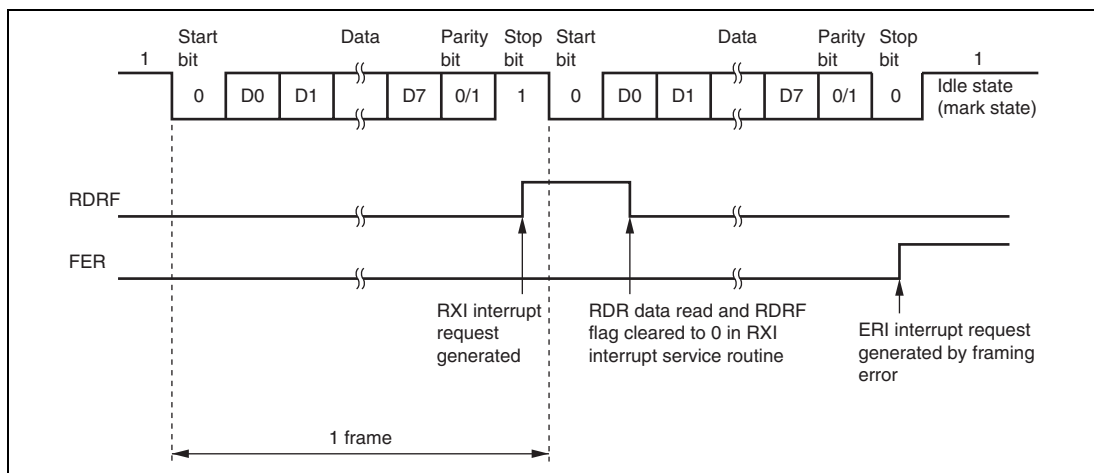 Start bit
Data
Parity bit
Stop bit
Start bit
Data
Parity bit
Stop bit
1
1
0
D0
D1
D7
0/1
1
0
D0
D1
D7
0/1
0
Idle state
(mark state)
RDRF
FER
RXI interrupt
request
generated
RDR data read and RDRF
flag cleared to 0 in RXI
interrupt service routine
ERI interrupt request
generated by framing
error
1 frame